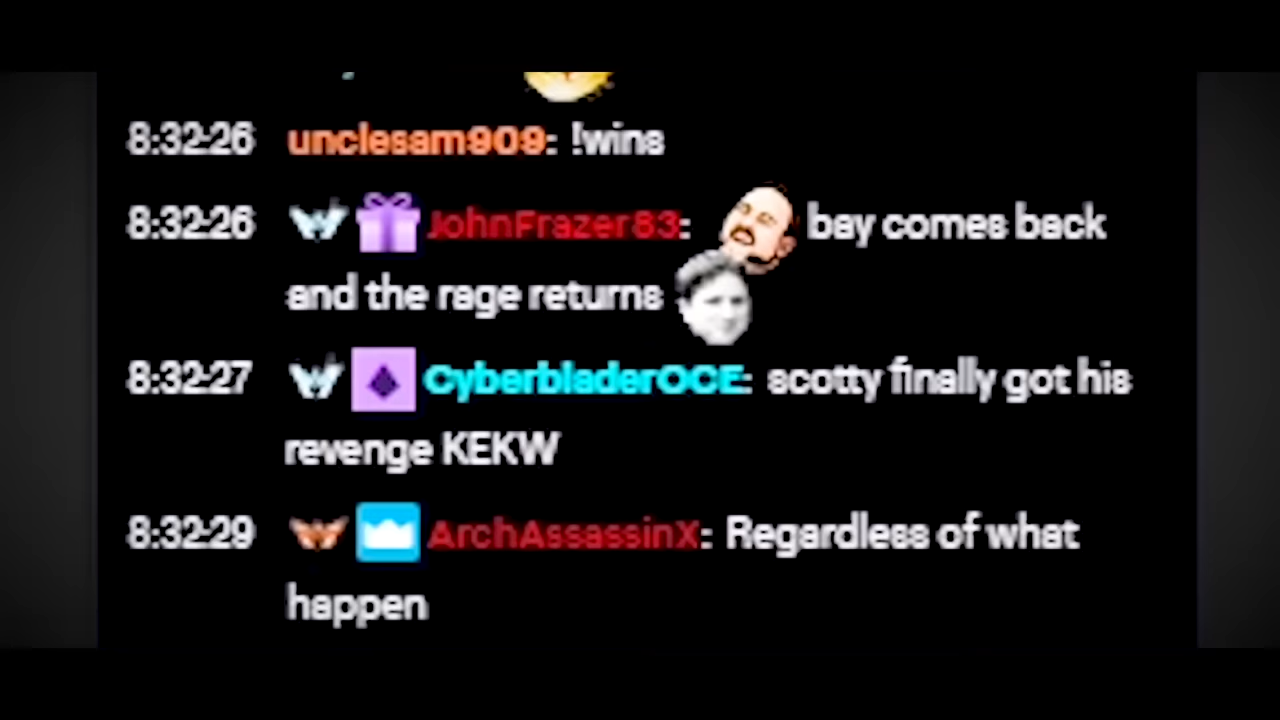 8:32:26 unclesam909: !wins
8:32:26 JohnFrazer83: bay comes back
and the rage returns
8:32:27 CyberbladerOCE: scotty finally got his
revenge KEKW
8:32:29 ArchAssassinX: Regardless of what
happen